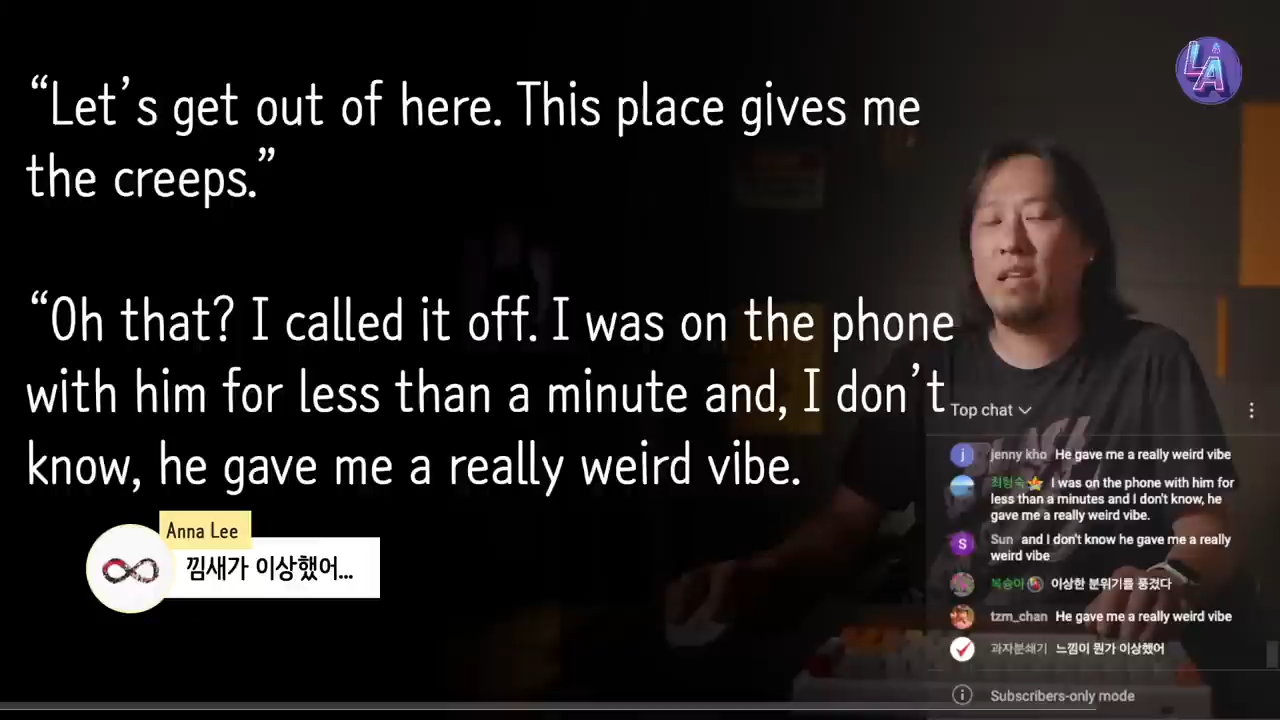 “Let’s get out of here. This place gives me
the creeps.”
“Oh that? I called it off. I was on the phone
with him for less than a minute and, I don’t
know, he gave me a really weird vibe.
Anna Lee
낌새가 이상했어...
LA
Top chat
jenny kho He gave me a really weird vibe
최형숙 I was on the phone with him for
less than a minutes and I don't know, he
gave me a really weird vibe.
Sun and I don't know he gave me a really
weird vibe
복숭아 이상한 분위기를 풍겼다
tzm_chan He gave me a really weird vibe
과자분쇄기 느낌이 뭔가 이상했어
Subscribers-only mode